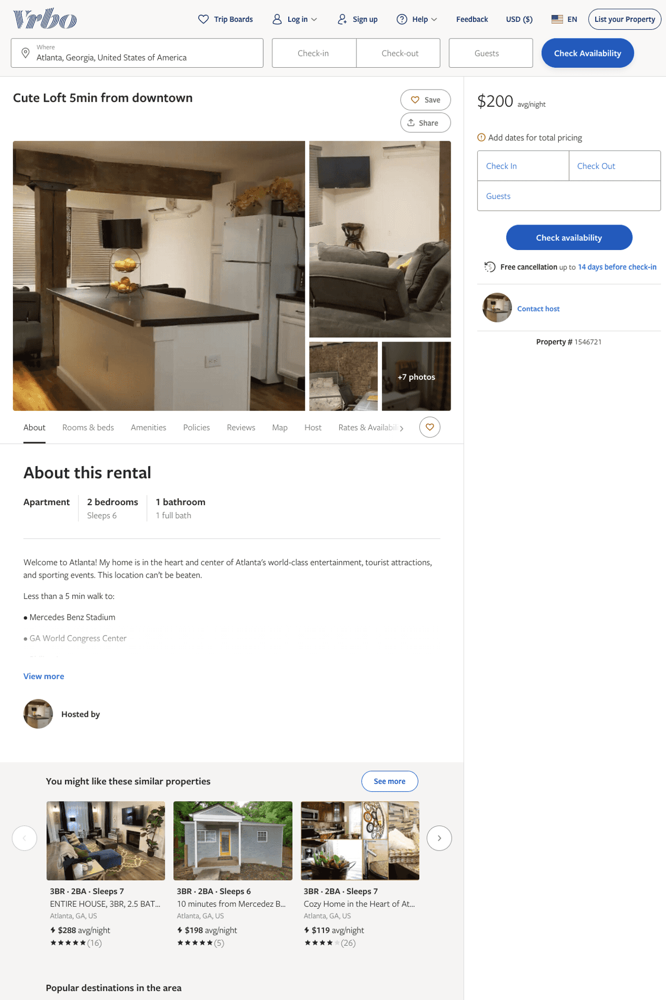 Vrbo
Trip Boards
Log in
Sign up
Help
Feedback
USD ($)
EN
List your Property
Where
Atlanta, Georgia, United States of America
Check-in
Check-out
Guests
Check Availability
Cute Loft 5min from downtown
Save
Share
$200 avg/night
Add dates for total pricing
Check In
Check Out
Guests
Check availability
Free cancellation up to 14 days before check-in
Contact host
Property # 1546721
+7 photos
About
Rooms & beds
Amenities
Policies
Reviews
Map
Host
Rates & Availabili
About this rental
Apartment
2 bedrooms
Sleeps 6
1 bathroom
1 full bath
Welcome to Atlanta! My home is in the heart and center of Atlanta's world-class entertainment, tourist attractions,
and sporting events. This location can't be beaten.
Less than a 5 min walk to:
● Mercedes Benz Stadium
● GA World Congress Center
View more
Hosted by
You might like these similar properties
See more
3BR · 2BA · Sleeps 7
ENTIRE HOUSE, 3BR, 2.5 BAT...
Atlanta, GA, US
$288 avg/night
★★★★★(16)
3BR · 2BA · Sleeps 6
10 minutes from Mercedez B...
Atlanta, GA, US
$198 avg/night
★★★★★(5)
3BR · 2BA · Sleeps 7
Cozy Home in the Heart of At...
Atlanta, GA, US
$119 avg/night
★★★★★(26)
Popular destinations in the area